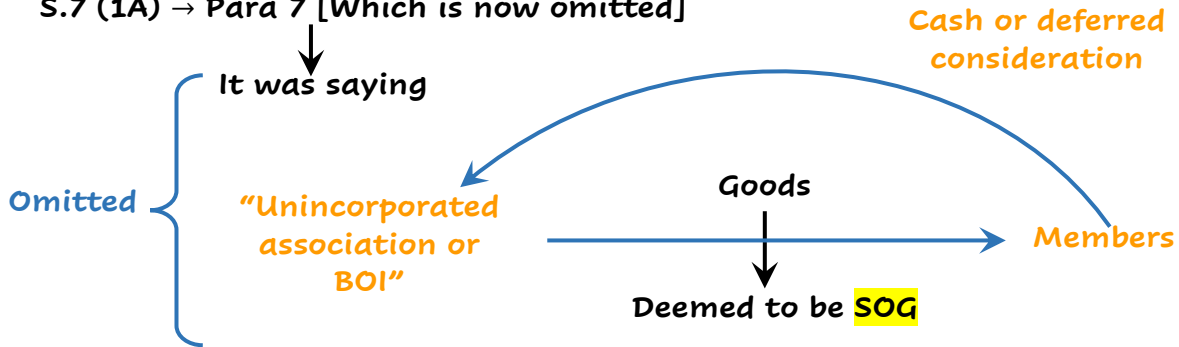 S.7 (1A) → Para 7 [Which is now omitted]
Cash or deferred
consideration
It was saying
Omitted
“Unincorporated
association or
BOI”
Goods
Members
Deemed to be SOG